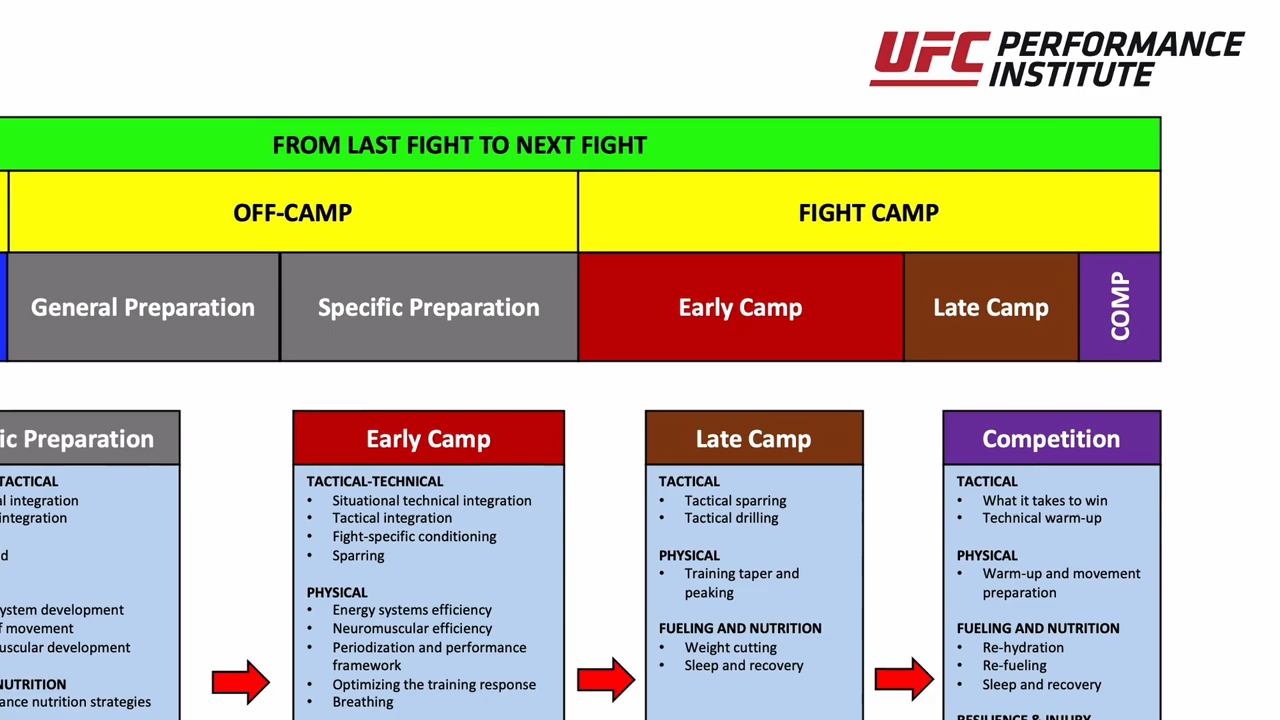 UFC PERFORMANCE
INSTITUTE
FROM LAST FIGHT TO NEXT FIGHT
OFF-CAMP
FIGHT CAMP
General Preparation
Specific Preparation
Early Camp
Late Camp
COMP
ic Preparation
TACTICAL
al integration
integration
d
ystem development
f movement
uscular development
NUTRITION
ance nutrition strategies
Early Camp
TACTICAL-TECHNICAL
• Situational technical integration
• Tactical integration
• Fight-specific conditioning
• Sparring
PHYSICAL
• Energy systems efficiency
• Neuromuscular efficiency
• Periodization and performance
framework
• Optimizing the training response
• Breathing
Late Camp
TACTICAL
• Tactical sparring
• Tactical drilling
PHYSICAL
• Training taper and
peaking
FUELING AND NUTRITION
• Weight cutting
• Sleep and recovery
Competition
TACTICAL
• What it takes to win
• Technical warm-up
PHYSICAL
• Warm-up and movement
preparation
FUELING AND NUTRITION
• Re-hydration
• Re-fueling
• Sleep and recovery
RESILIENCE & INJURY